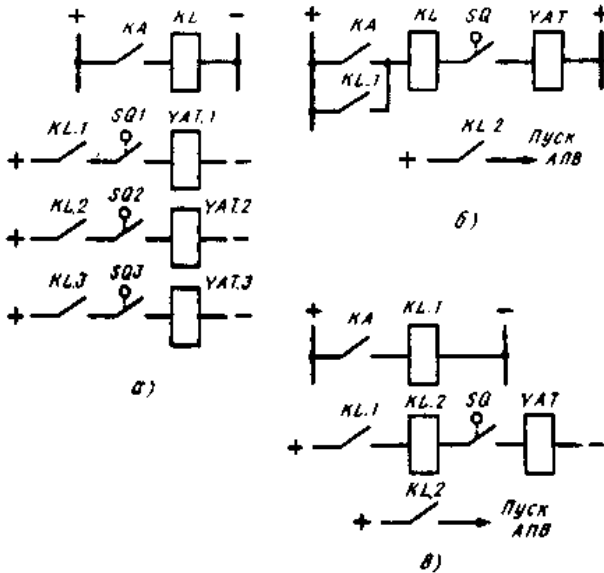 + KA KL −
KL.1 SQ1 YAT.1
+ −
KL.2 SQ2 YAT.2
+ −
KL.3 SQ3 YAT.3
+ −
а)
+ KA KL SQ YAT +
KL.1
KL 2 Пуск
+ АПВ
б)
+ KA KL.1 −
KL.1 KL.2 SQ YAT
+ −
KL.2 Пуск
+ АПВ
в)